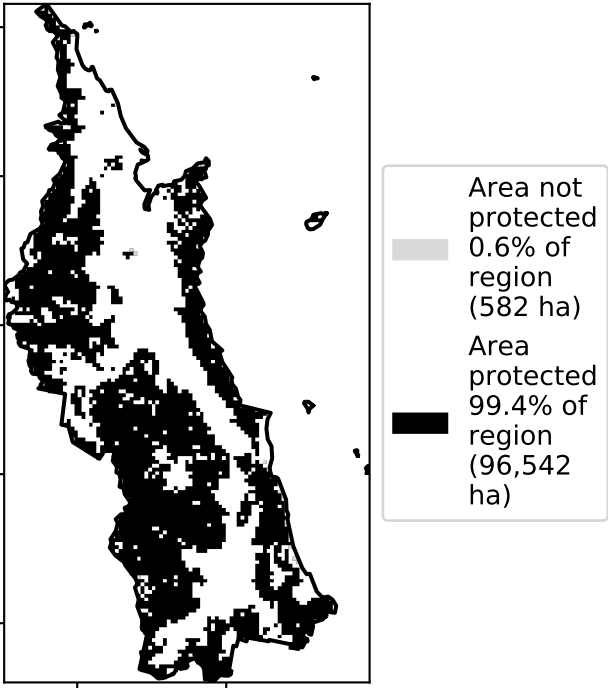 Area not
protected
0.6% of
region
(582 ha)
Area
protected
99.4% of
region
(96,542
ha)